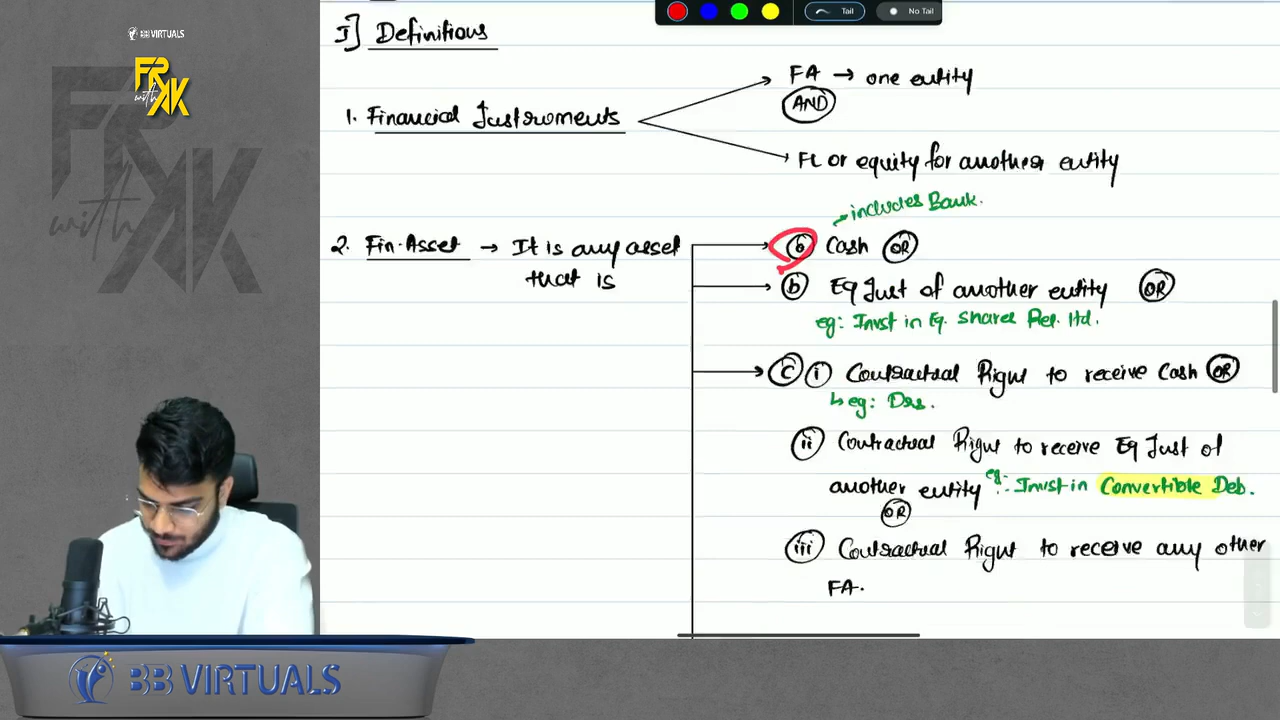 BB VIRTUALS
FR
with
AK
FR
with
AK
Tail
No Tail
I] Definitions
FA → one entity
AND
1. Financial Instruments
FL or equity for another entity
includes Bank.
2. Fin. Asset → It is any asset
that is
Cash OR
b Eq Inst of another entity OR
eg: Invst in Eq. Shares Rel. ltd.
c i Contractual Right to receive Cash OR
eg: Drs.
ii Contractual Right to receive Eq Inst of
another entity eg: Invst in Convertible Deb.
OR
iii Contractual Right to receive any other
FA.
BB VIRTUALS